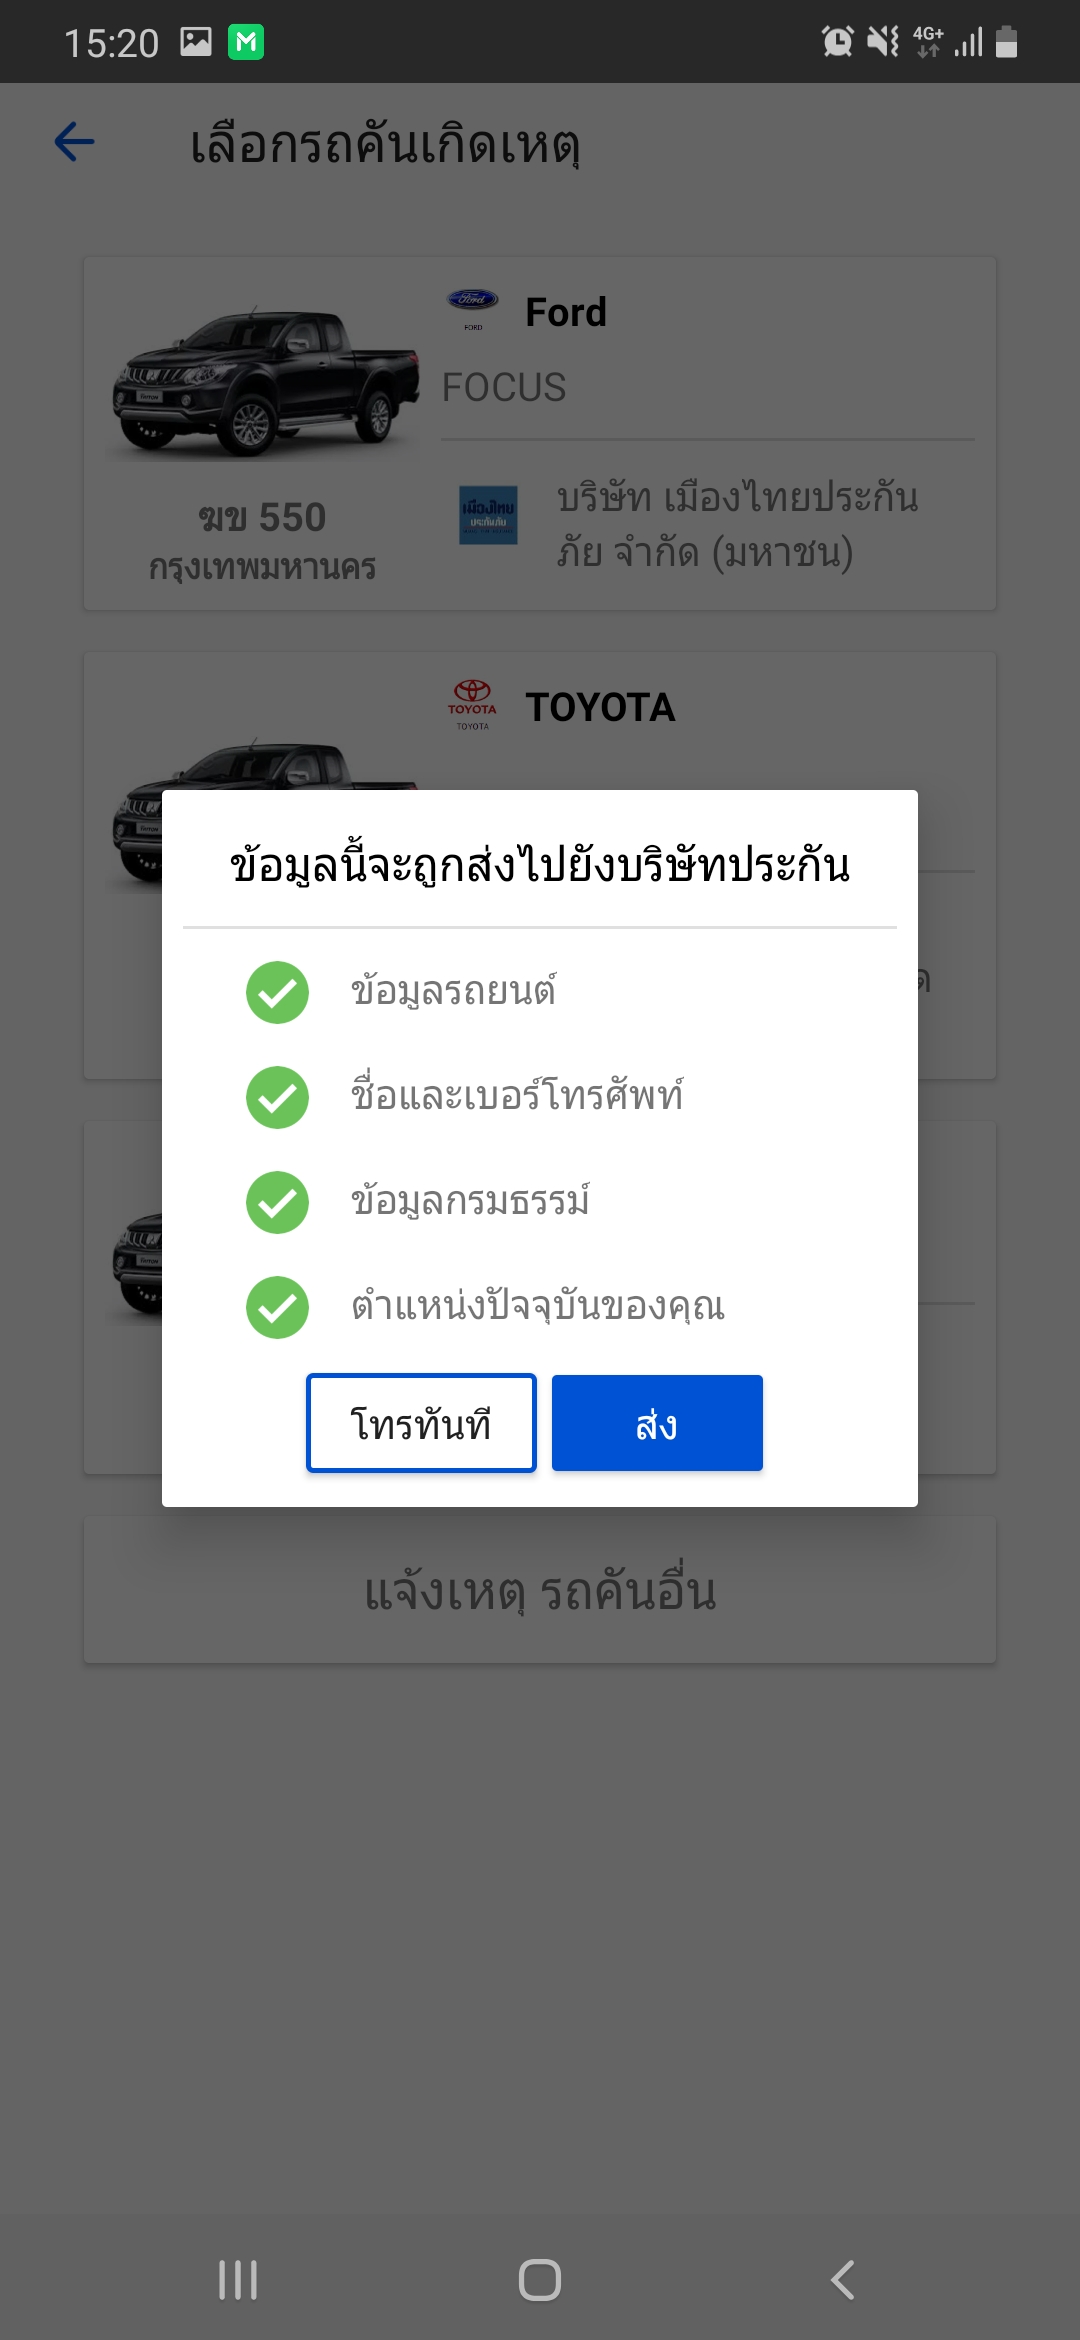 15:20
4G+
เลือกรถคันเกิดเหตุ
Ford
FORD
Ford
FOCUS
ฆข 550
กรุงเทพมหานคร
เมืองไทย
ประกันภัย
บริษัท เมืองไทยประกัน
ภัย จำกัด (มหาชน)
TOYOTA
TOYOTA
TOYOTA
ข้อมูลนี้จะถูกส่งไปยังบริษัทประกัน
ข้อมูลรถยนต์
ชื่อและเบอร์โทรศัพท์
ข้อมูลกรมธรรม์
ตำแหน่งปัจจุบันของคุณ
โทรทันที
ส่ง
แจ้งเหตุ รถคันอื่น